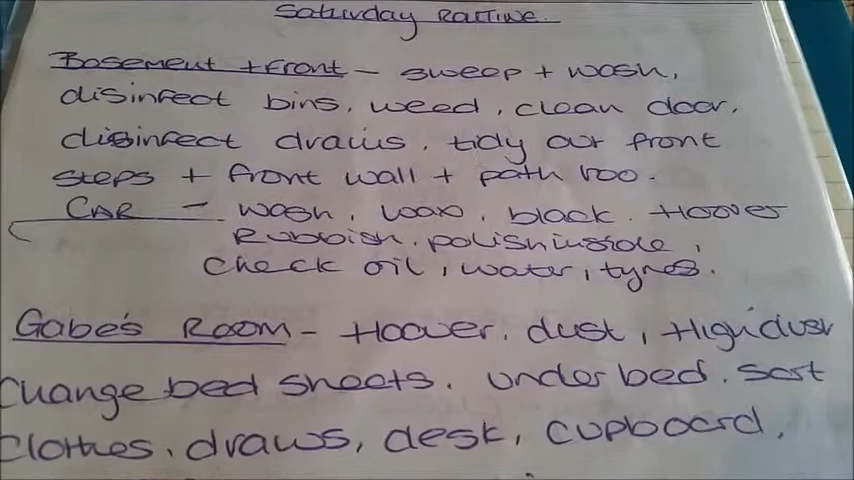 Saturday Routine.
Basement + front - sweep + wash,
disinfect bins, weed, clean door,
disinfect drains, tidy our front
steps + front wall + path too.
CAR - wash, wax, black. Hoover
Rubbish, polish inside,
check oil, water, tyres.
Gabe's Room - Hoover, dust, High dust
Change bed sheets. under bed. sort
Clothes, draws, desk, cupboard,